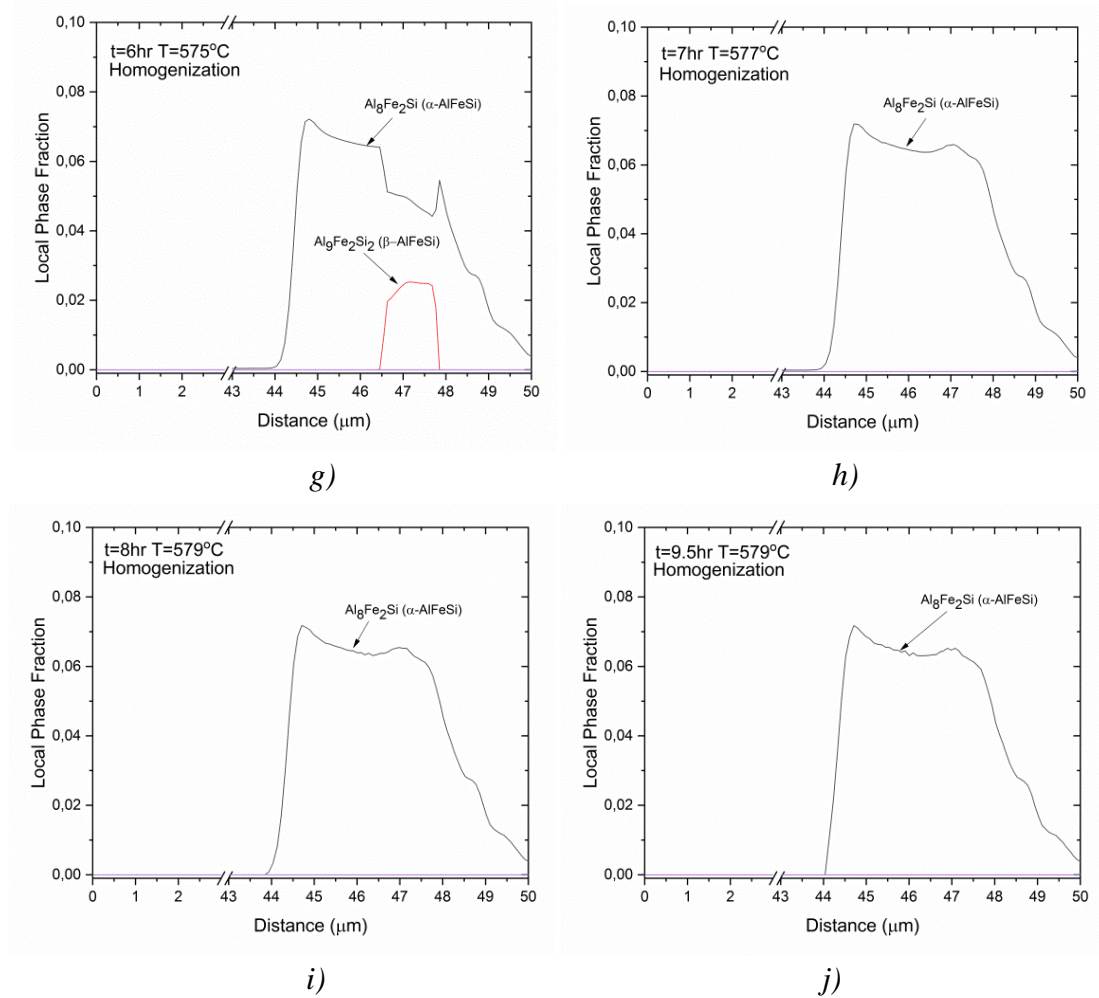 t=6hr T=575°C
Homogenization
Al8Fe2Si (α-AlFeSi)
Al9Fe2Si2 (β–AlFeSi)
Local Phase Fraction
0,10
0,08
0,06
0,04
0,02
0,00
0 1 2 43 44 45 46 47 48 49 50
Distance (μm)
g)
t=7hr T=577°C
Homogenization
Al8Fe2Si (α-AlFeSi)
Local Phase Fraction
0,10
0,08
0,06
0,04
0,02
0,00
0 1 2 43 44 45 46 47 48 49 50
Distance (μm)
h)
t=8hr T=579°C
Homogenization
Al8Fe2Si (α-AlFeSi)
Local Phase Fraction
0,10
0,08
0,06
0,04
0,02
0,00
0 1 2 43 44 45 46 47 48 49 50
Distance (μm)
i)
t=9.5hr T=579°C
Homogenization
Al8Fe2Si (α-AlFeSi)
Local Phase Fraction
0,10
0,08
0,06
0,04
0,02
0,00
0 1 2 43 44 45 46 47 48 49 50
Distance (μm)
j)